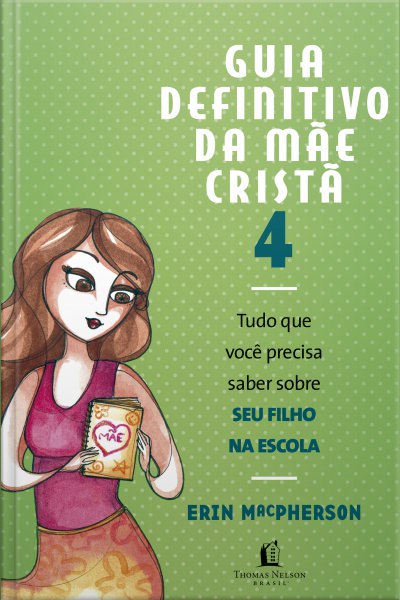 GUIA
DEFINITIVO
DA MÃE
CRISTÃ
4
Tudo que
você precisa
saber sobre
SEU FILHO
NA ESCOLA
MÃE
ERIN MACPHERSON
THOMAS NELSON
BRASIL